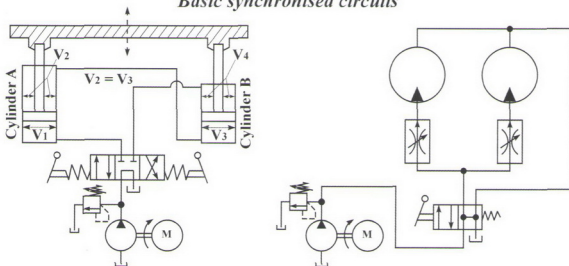 Basic synchronised circuits
V2
V4
V2 = V3
Cylinder A
Cylinder B
V1
V3
M
M